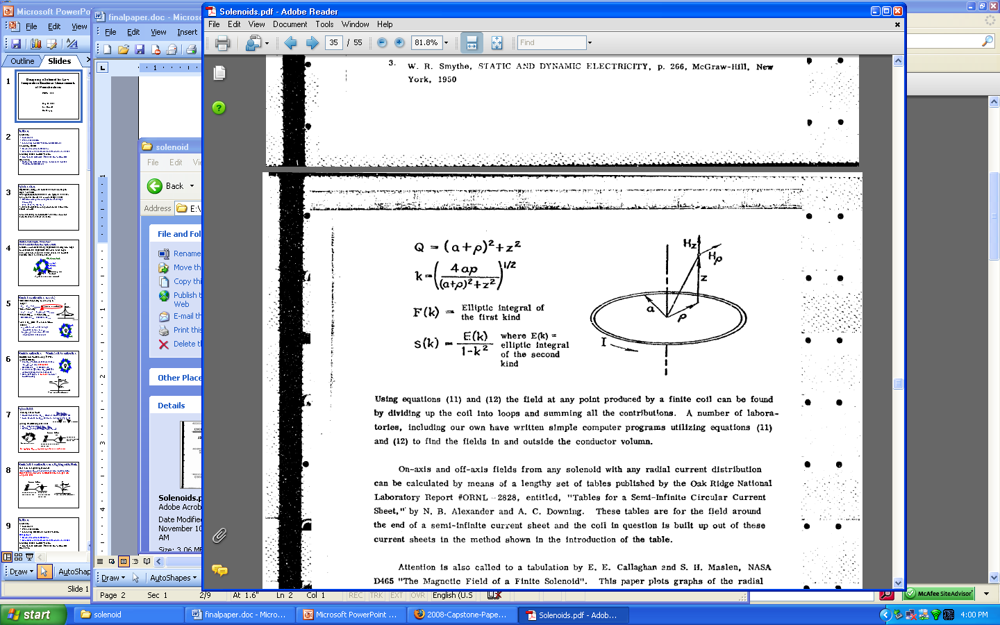 Microsoft PowerPo
File Edit View
Outline Slides
1
2
3
4
5
6
7
8
9
Draw AutoShap
Slide 1
finalpaper.doc - Micros
File Edit View Insert
solenoid
File Edit Vi
Back
Address E:\
File and Fol
Rename
Move th
Copy thi
Publish t
Web
E-mail th
Print this
Delete th
Other Place
Details
Solenoids.p
Adobe Acrob
Date Modifie
November 10
AM
Size: 3.06 MB
Draw AutoShapes
Page 2 Sec 1 2/9 At 1.6" Ln 2 Col 1 REC TRK EXT OVR English (U.S
Solenoids.pdf - Adobe Reader
File Edit View Document Tools Window Help
35 / 55 81.8% Find
3. W. R. Smythe, STATIC AND DYNAMIC ELECTRICITY, p. 266, McGraw-Hill, New
York, 1950
Q = (a+ρ)²+z²
k = (4aρ/((a+ρ)²+z²))^1/2
F(k) = Elliptic integral of
the first kind
S(k) = E(k)/(1-k²) where E(k) =
elliptic integral
of the second
kind
Hz
Hρ
z
a
ρ
I
Using equations (11) and (12) the field at any point produced by a finite coil can be found
by dividing up the coil into loops and summing all the contributions. A number of labora-
tories, including our own have written simple computer programs utilizing equations (11)
and (12) to find the fields in and outside the conductor volumn.
On-axis and off-axis fields from any solenoid with any radial current distribution
can be calculated by means of a lengthy set of tables published by the Oak Ridge National
Laboratory Report #ORNL - 2828, entitled, "Tables for a Semi-Infinite Circular Current
Sheet," by N. B. Alexander and A. C. Downing. These tables are for the field around
the end of a semi-infinite current sheet and the coil in question is built up out of these
current sheets in the method shown in the introduction of the table.
Attention is also called to a tabulation by E. E. Callaghan and S. H. Maslen, NASA
D465 "The Magnetic Field of a Finite Solenoid". This paper plots graphs of the radial
McAfee SiteAdvisor
start solenoid finalpaper.doc - Micro... Microsoft PowerPoint ... 2008-Capstone-Pape... Solenoids.pdf - Adob... 4:00 PM